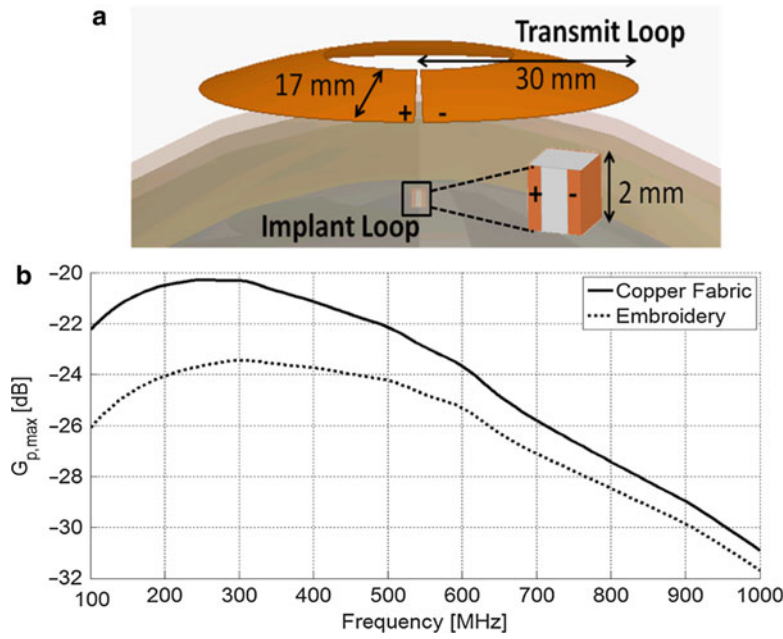 a
Transmit Loop
30 mm
17 mm
+ -
+ -
2 mm
Implant Loop
b
−20
Copper Fabric
Embroidery
−22
−24
−26
−28
−30
−32
Gp,max [dB]
100 200 300 400 500 600 700 800 900 1000
Frequency [MHz]